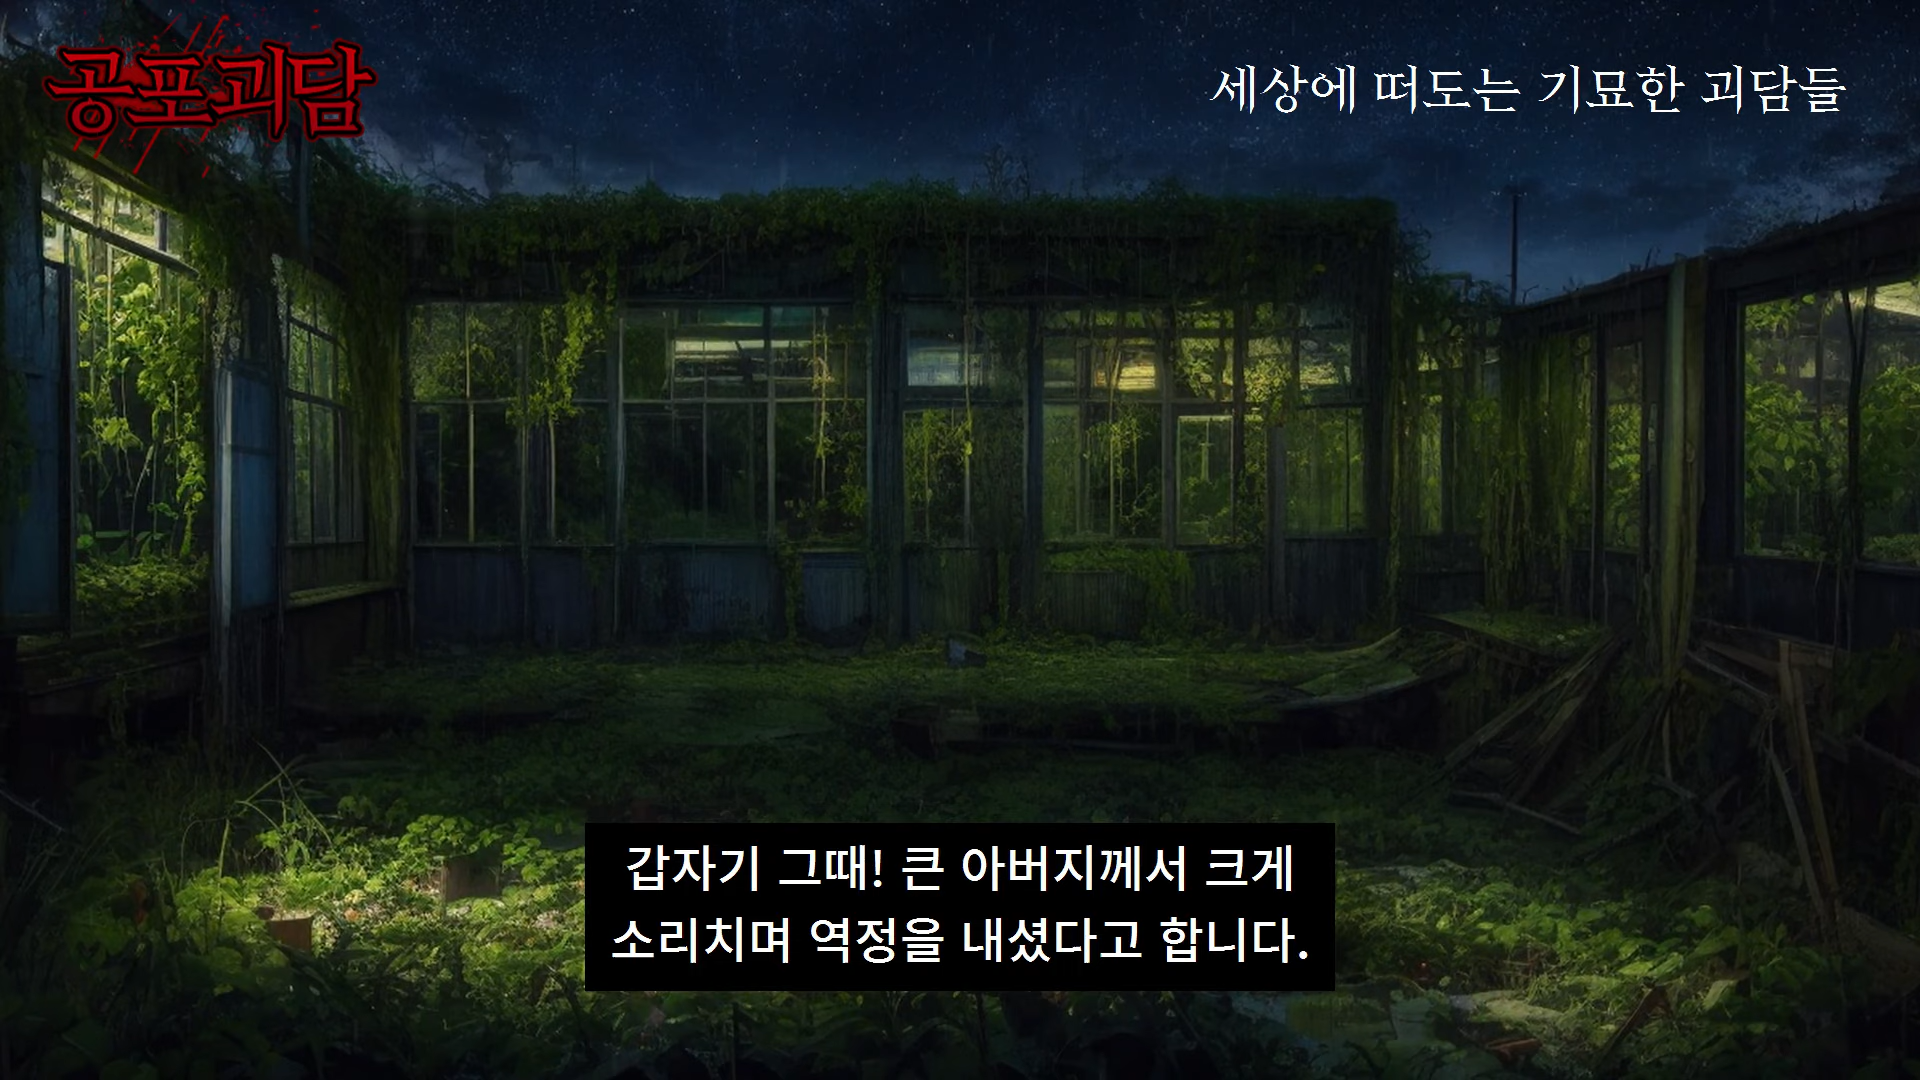 공포괴담
세상에 떠도는 기묘한 괴담들
갑자기 그때! 큰 아버지께서 크게
소리치며 역정을 내셨다고 합니다.